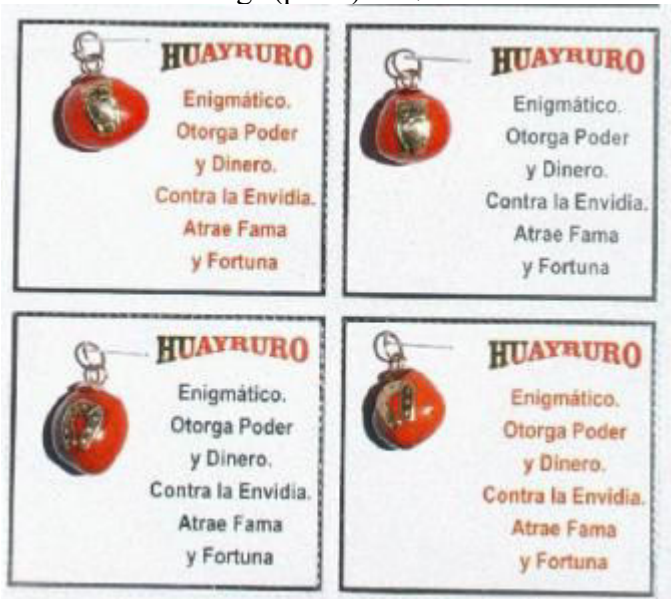 HUAYRURO
Enigmático.
Otorga Poder
y Dinero.
Contra la Envidia.
Atrae Fama
y Fortuna
HUAYRURO
Enigmático.
Otorga Poder
y Dinero.
Contra la Envidia.
Atrae Fama
y Fortuna
HUAYRURO
Enigmático.
Otorga Poder
y Dinero.
Contra la Envidia.
Atrae Fama
y Fortuna
HUAYRURO
Enigmático.
Otorga Poder
y Dinero.
Contra la Envidia.
Atrae Fama
y Fortuna